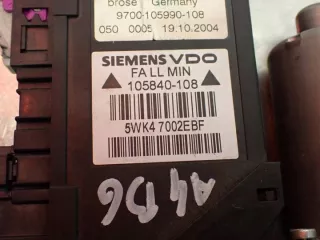 brose Germany
9700-105990-108
050 0005 19.10.2004
SIEMENS VDO
FA LL MIN
105840-108
5WK4 7002EBF
A4 B6